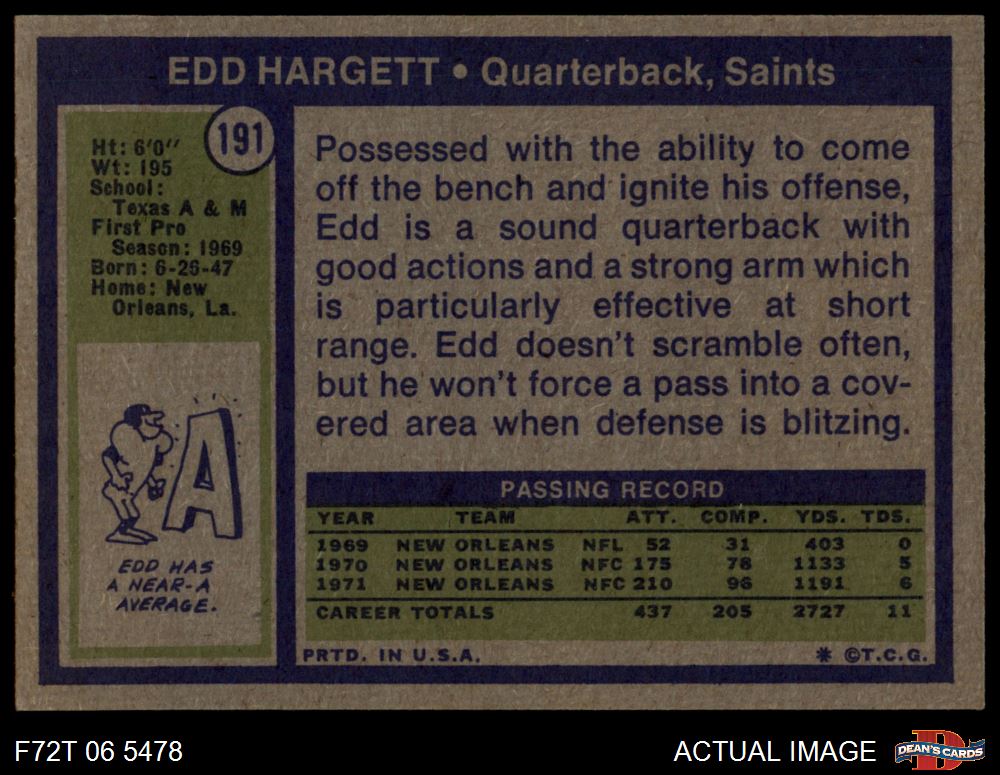 EDD HARGETT • Quarterback, Saints
191
Ht: 6'0"
Wt: 195
School:
Texas A & M
First Pro
Season: 1969
Born: 6-26-47
Home: New
Orleans, La.
A
EDD HAS
A NEAR-A
AVERAGE.
Possessed with the ability to come
off the bench and ignite his offense,
Edd is a sound quarterback with
good actions and a strong arm which
is particularly effective at short
range. Edd doesn't scramble often,
but he won't force a pass into a cov-
ered area when defense is blitzing.
PASSING RECORD
YEAR TEAM ATT. COMP. YDS. TDS.
1969 NEW ORLEANS NFL 52 31 403 0
1970 NEW ORLEANS NFC 175 78 1133 5
1971 NEW ORLEANS NFC 210 96 1191 6
CAREER TOTALS 437 205 2727 11
PRTD. IN U.S.A. * ©T.C.G.
F72T 06 5478 ACTUAL IMAGE DEAN'S CARDS